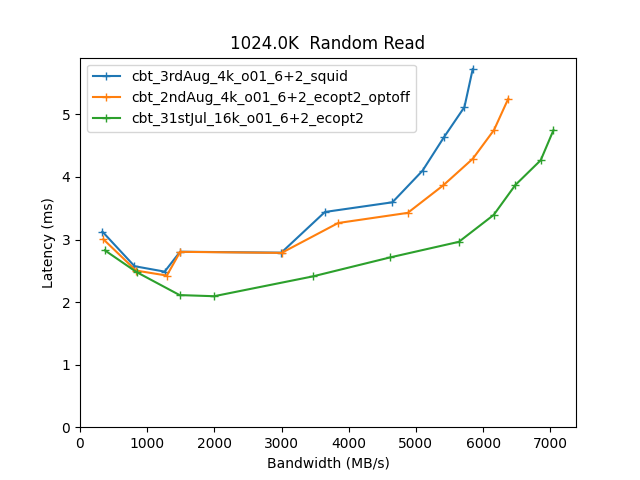 1024.0K  Random Read
cbt_3rdAug_4k_o01_6+2_squid
cbt_2ndAug_4k_o01_6+2_ecopt2_optoff
cbt_31stJul_16k_o01_6+2_ecopt2
5
4
3
2
1
0
Latency (ms)
0 1000 2000 3000 4000 5000 6000 7000
Bandwidth (MB/s)